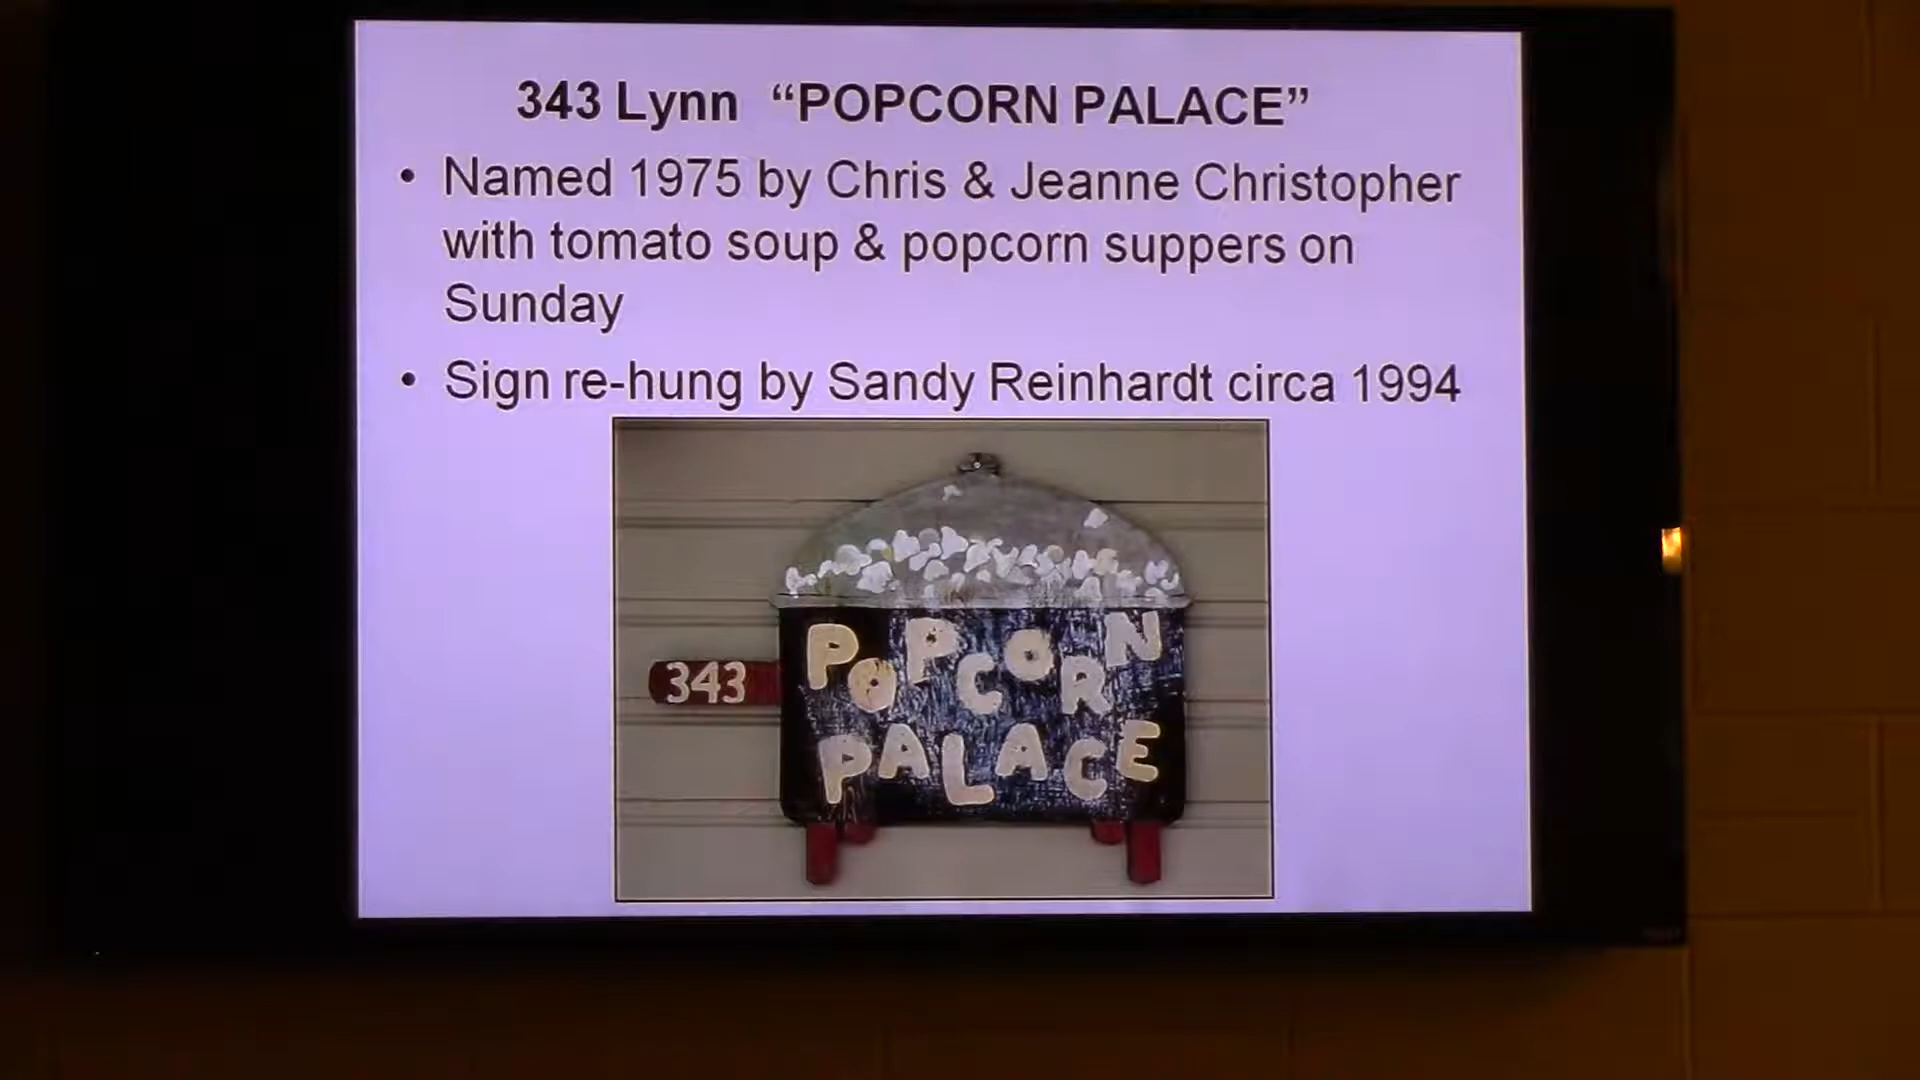 343 Lynn "POPCORN PALACE"
• Named 1975 by Chris & Jeanne Christopher
with tomato soup & popcorn suppers on
Sunday
• Sign re-hung by Sandy Reinhardt circa 1994
POPCORN
343
PALACE